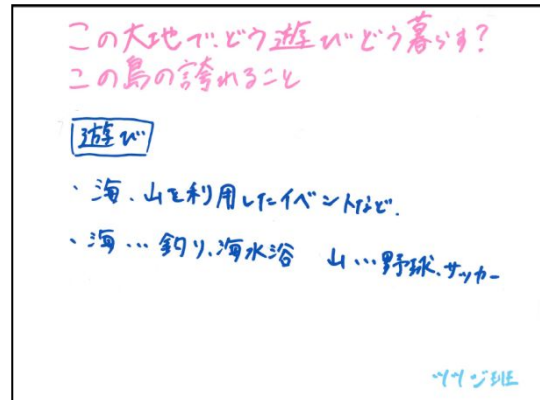 この大地で、どう遊びどう暮らす?
この島の誇れること
遊び
・海、山を利用したイベントなど.
・海…釣り、海水浴 山…野球、サッカー
ツツジ班